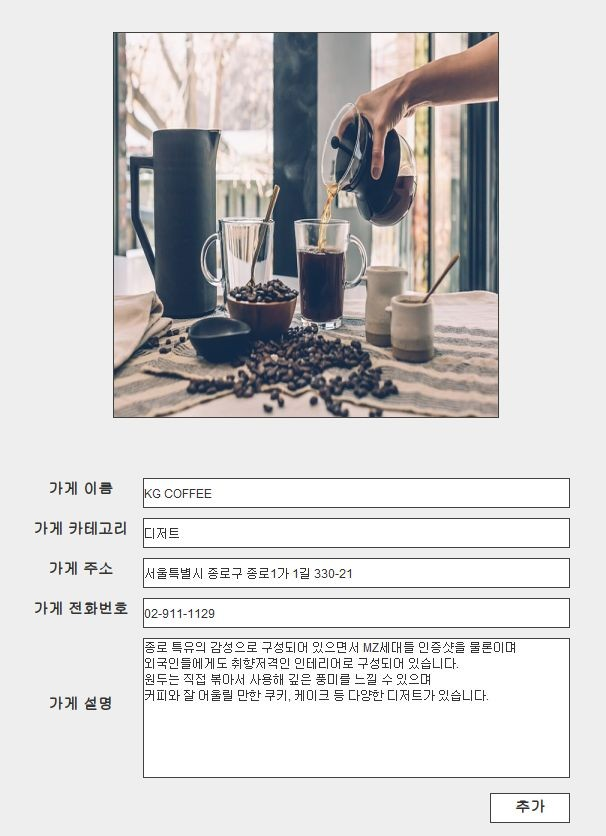 가게 이름
KG COFFEE
가게 카테고리
디저트
가게 주소
서울특별시 종로구 종로1가 1길 330-21
가게 전화번호
02-911-1129
가게 설명
종로 특유의 감성으로 구성되어 있으면서 MZ세대들 인증샷을 물론이며
외국인들에게도 취향저격인 인테리어로 구성되어 있습니다.
원두는 직접 볶아서 사용해 깊은 풍미를 느낄 수 있으며
커피와 잘 어울릴 만한 쿠키, 케이크 등 다양한 디저트가 있습니다.
추가